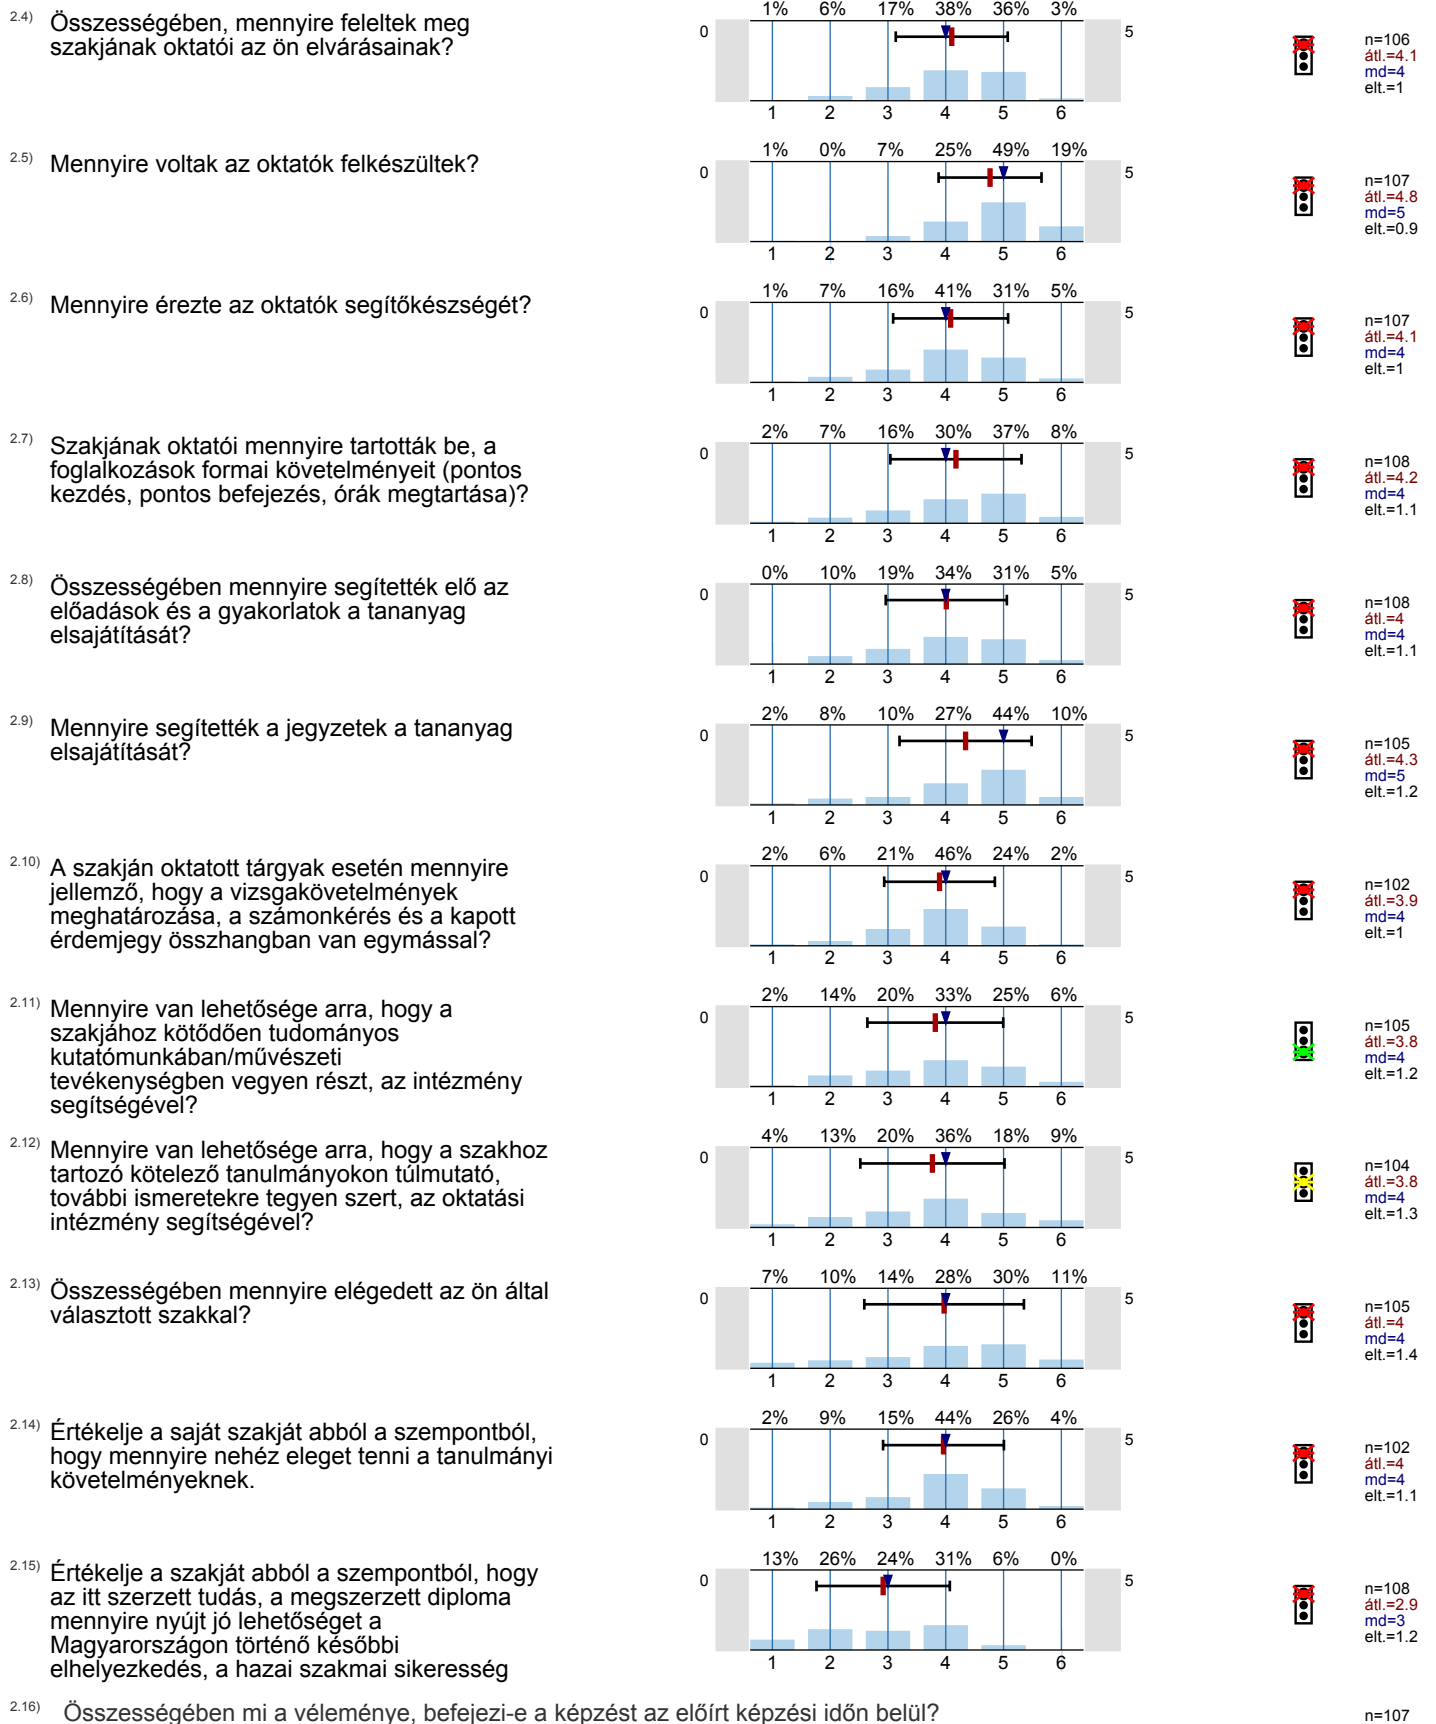 2.4) Összességében, mennyire feleltek meg
szakjának oktatói az ön elvárásainak?
1% 6% 17% 38% 36% 3%
0 5
1 2 3 4 5 6
n=106
átl.=4.1
md=4
elt.=1
2.5) Mennyire voltak az oktatók felkészültek?
1% 0% 7% 25% 49% 19%
0 5
1 2 3 4 5 6
n=107
átl.=4.8
md=5
elt.=0.9
2.6) Mennyire érezte az oktatók segítőkészségét?
1% 7% 16% 41% 31% 5%
0 5
1 2 3 4 5 6
n=107
átl.=4.1
md=4
elt.=1
2.7) Szakjának oktatói mennyire tartották be, a
foglalkozások formai követelményeit (pontos
kezdés, pontos befejezés, órák megtartása)?
2% 7% 16% 30% 37% 8%
0 5
1 2 3 4 5 6
n=108
átl.=4.2
md=4
elt.=1.1
2.8) Összességében mennyire segítették elő az
előadások és a gyakorlatok a tananyag
elsajátítását?
0% 10% 19% 34% 31% 5%
0 5
1 2 3 4 5 6
n=108
átl.=4
md=4
elt.=1.1
2.9) Mennyire segítették a jegyzetek a tananyag
elsajátítását?
2% 8% 10% 27% 44% 10%
0 5
1 2 3 4 5 6
n=105
átl.=4.3
md=5
elt.=1.2
2.10) A szakján oktatott tárgyak esetén mennyire
jellemző, hogy a vizsgakövetelmények
meghatározása, a számonkérés és a kapott
érdemjegy összhangban van egymással?
2% 6% 21% 46% 24% 2%
0 5
1 2 3 4 5 6
n=102
átl.=3.9
md=4
elt.=1
2.11) Mennyire van lehetősége arra, hogy a
szakjához kötődően tudományos
kutatómunkában/művészeti
tevékenységben vegyen részt, az intézmény
segítségével?
2% 14% 20% 33% 25% 6%
0 5
1 2 3 4 5 6
n=105
átl.=3.8
md=4
elt.=1.2
2.12) Mennyire van lehetősége arra, hogy a szakhoz
tartozó kötelező tanulmányokon túlmutató,
további ismeretekre tegyen szert, az oktatási
intézmény segítségével?
4% 13% 20% 36% 18% 9%
0 5
1 2 3 4 5 6
n=104
átl.=3.8
md=4
elt.=1.3
2.13) Összességében mennyire elégedett az ön által
választott szakkal?
7% 10% 14% 28% 30% 11%
0 5
1 2 3 4 5 6
n=105
átl.=4
md=4
elt.=1.4
2.14) Értékelje a saját szakját abból a szempontból,
hogy mennyire nehéz eleget tenni a tanulmányi
követelményeknek.
2% 9% 15% 44% 26% 4%
0 5
1 2 3 4 5 6
n=102
átl.=4
md=4
elt.=1.1
2.15) Értékelje a szakját abból a szempontból, hogy
az itt szerzett tudás, a megszerzett diploma
mennyire nyújt jó lehetőséget a
Magyarországon történő későbbi
elhelyezkedés, a hazai szakmai sikeresség
13% 26% 24% 31% 6% 0%
0 5
1 2 3 4 5 6
n=108
átl.=2.9
md=3
elt.=1.2
2.16) Összességében mi a véleménye, befejezi-e a képzést az előírt képzési időn belül?
n=107